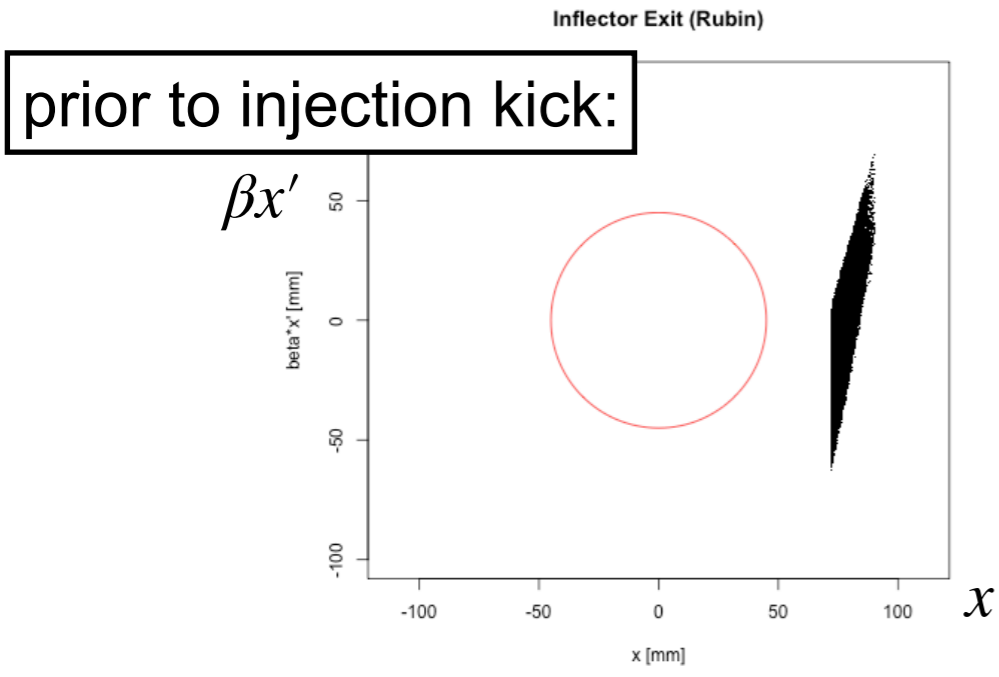 Inflector Exit (Rubin)
prior to injection kick:
βx′
beta*x' [mm]
50
0
-50
-100
-100 -50 0 50 100
x
x [mm]